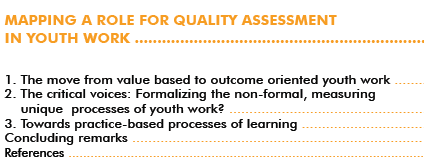 MAPPING A ROLE FOR QUALITY ASSESSMENT
IN YOUTH WORK ..........................................................
1. The move from value based to outcome oriented youth work ........
2. The critical voices: Formalizing the non-formal, measuring
unique processes of youth work? ..........................................................
3. Towards practice-based processes of learning ...................................
Concluding remarks ..................................................................................
References ..................................................................................................